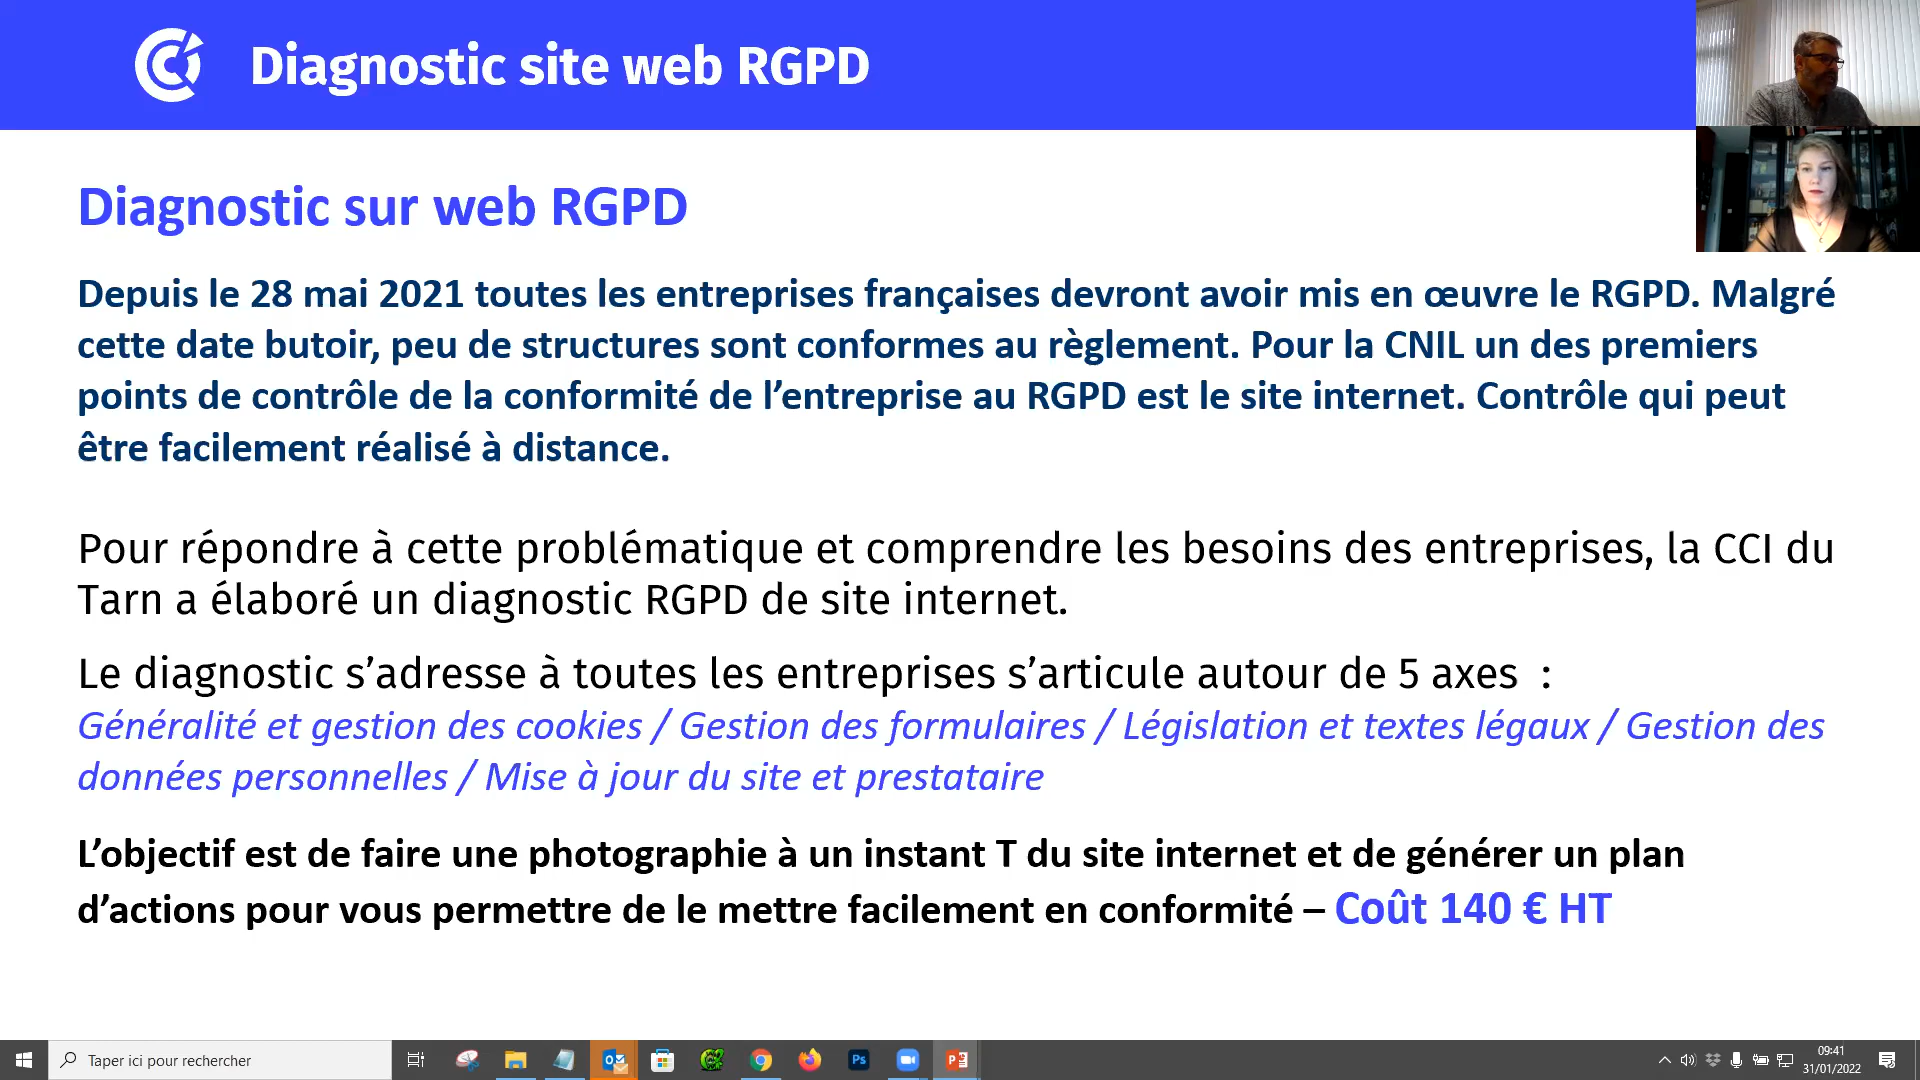 Diagnostic site web RGPD
Diagnostic sur web RGPD
Depuis le 28 mai 2021 toutes les entreprises françaises devront avoir mis en œuvre le RGPD. Malgré
cette date butoir, peu de structures sont conformes au règlement. Pour la CNIL un des premiers
points de contrôle de la conformité de l’entreprise au RGPD est le site internet. Contrôle qui peut
être facilement réalisé à distance.
Pour répondre à cette problématique et comprendre les besoins des entreprises, la CCI du
Tarn a élaboré un diagnostic RGPD de site internet.
Le diagnostic s’adresse à toutes les entreprises s’articule autour de 5 axes :
Généralité et gestion des cookies / Gestion des formulaires / Législation et textes légaux / Gestion des
données personnelles / Mise à jour du site et prestataire
L’objectif est de faire une photographie à un instant T du site internet et de générer un plan
d’actions pour vous permettre de le mettre facilement en conformité – Coût 140 € HT
Taper ici pour rechercher
Ps
09:41
31/01/2022